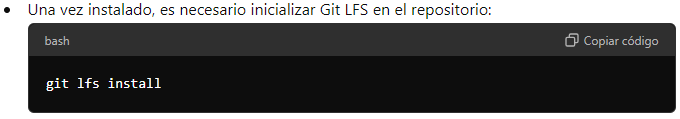 • Una vez instalado, es necesario inicializar Git LFS en el repositorio:
bash Copiar código
git lfs install